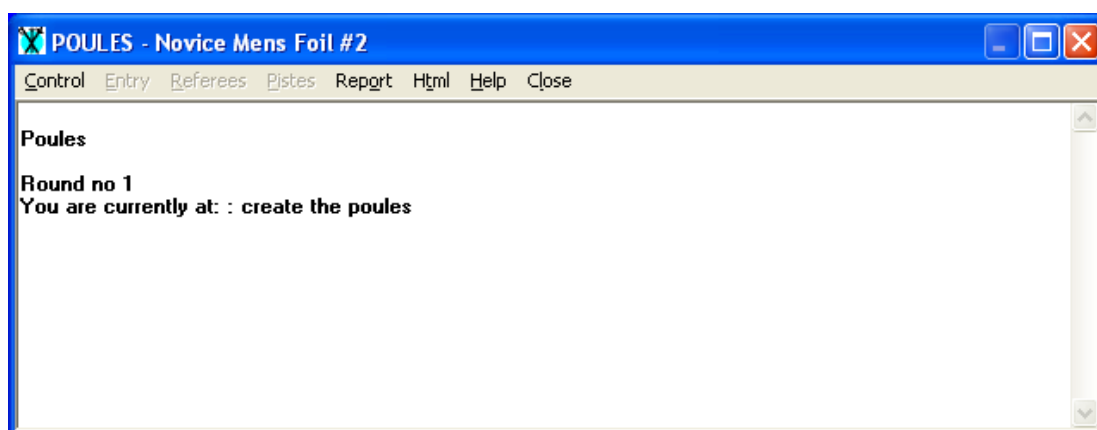 POULES - Novice Mens Foil #2
Control Entry Referees Pistes Report Html Help Close
Poules
Round no 1
You are currently at: : create the poules